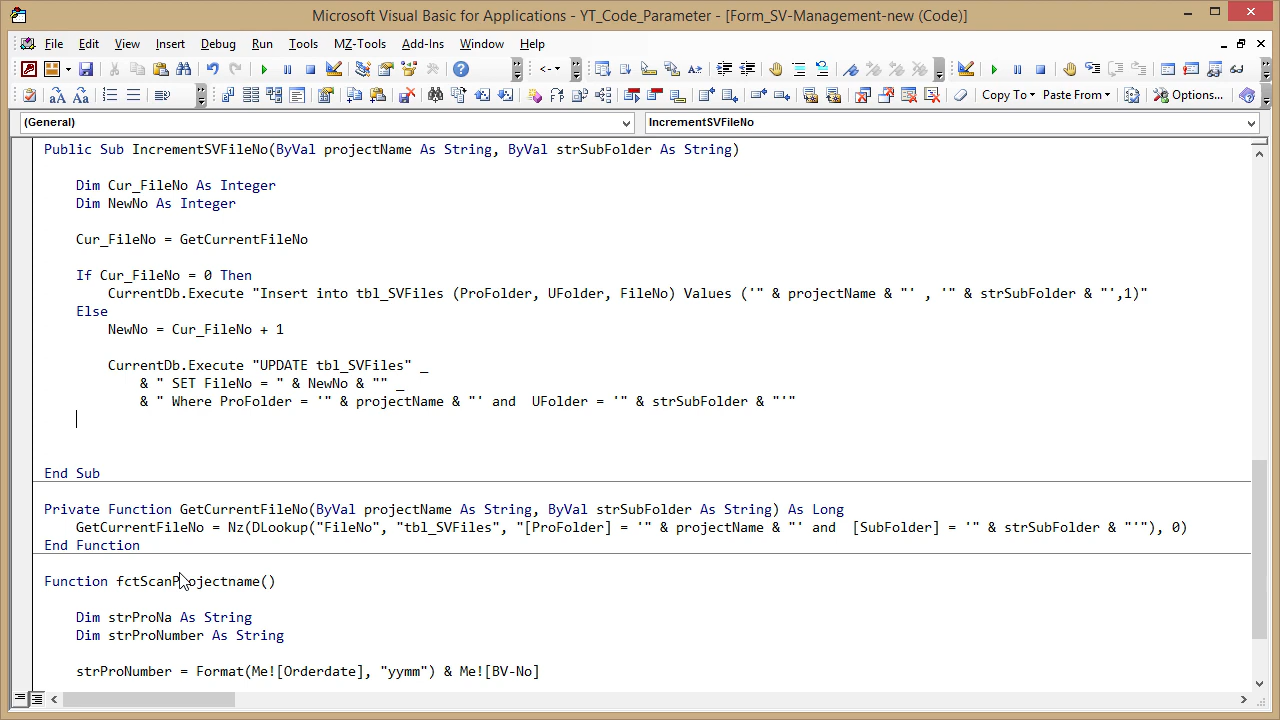 Microsoft Visual Basic for Applications - YT_Code_Parameter - [Form_SV-Management-new (Code)]
File Edit View Insert Format Debug Run Tools MZ-Tools Add-Ins Window Help
Copy To Paste From Options...
(General) IncrementSVFileNo
Public Sub IncrementSVFileNo(ByVal projectName As String, ByVal strSubFolder As String)
Dim Cur_FileNo As Integer
Dim NewNo As Integer
Cur_FileNo = GetCurrentFileNo
If Cur_FileNo = 0 Then
CurrentDb.Execute "Insert into tbl_SVFiles (ProFolder, UFolder, FileNo) Values ('" & projectName & "' , '" & strSubFolder & "',1)"
Else
NewNo = Cur_FileNo + 1
CurrentDb.Execute "UPDATE tbl_SVFiles" _
& " SET FileNo = " & NewNo & "" _
& " Where ProFolder = '" & projectName & "' and  UFolder = '" & strSubFolder & "'"
End Sub
Private Function GetCurrentFileNo(ByVal projectName As String, ByVal strSubFolder As String) As Long
GetCurrentFileNo = Nz(DLookup("FileNo", "tbl_SVFiles", "[ProFolder] = '" & projectName & "' and  [SubFolder] = '" & strSubFolder & "'"), 0)
End Function
Function fctScanProjectname()
Dim strProNa As String
Dim strProNumber As String
strProNumber = Format(Me![Orderdate], "yymm") & Me![BV-No]